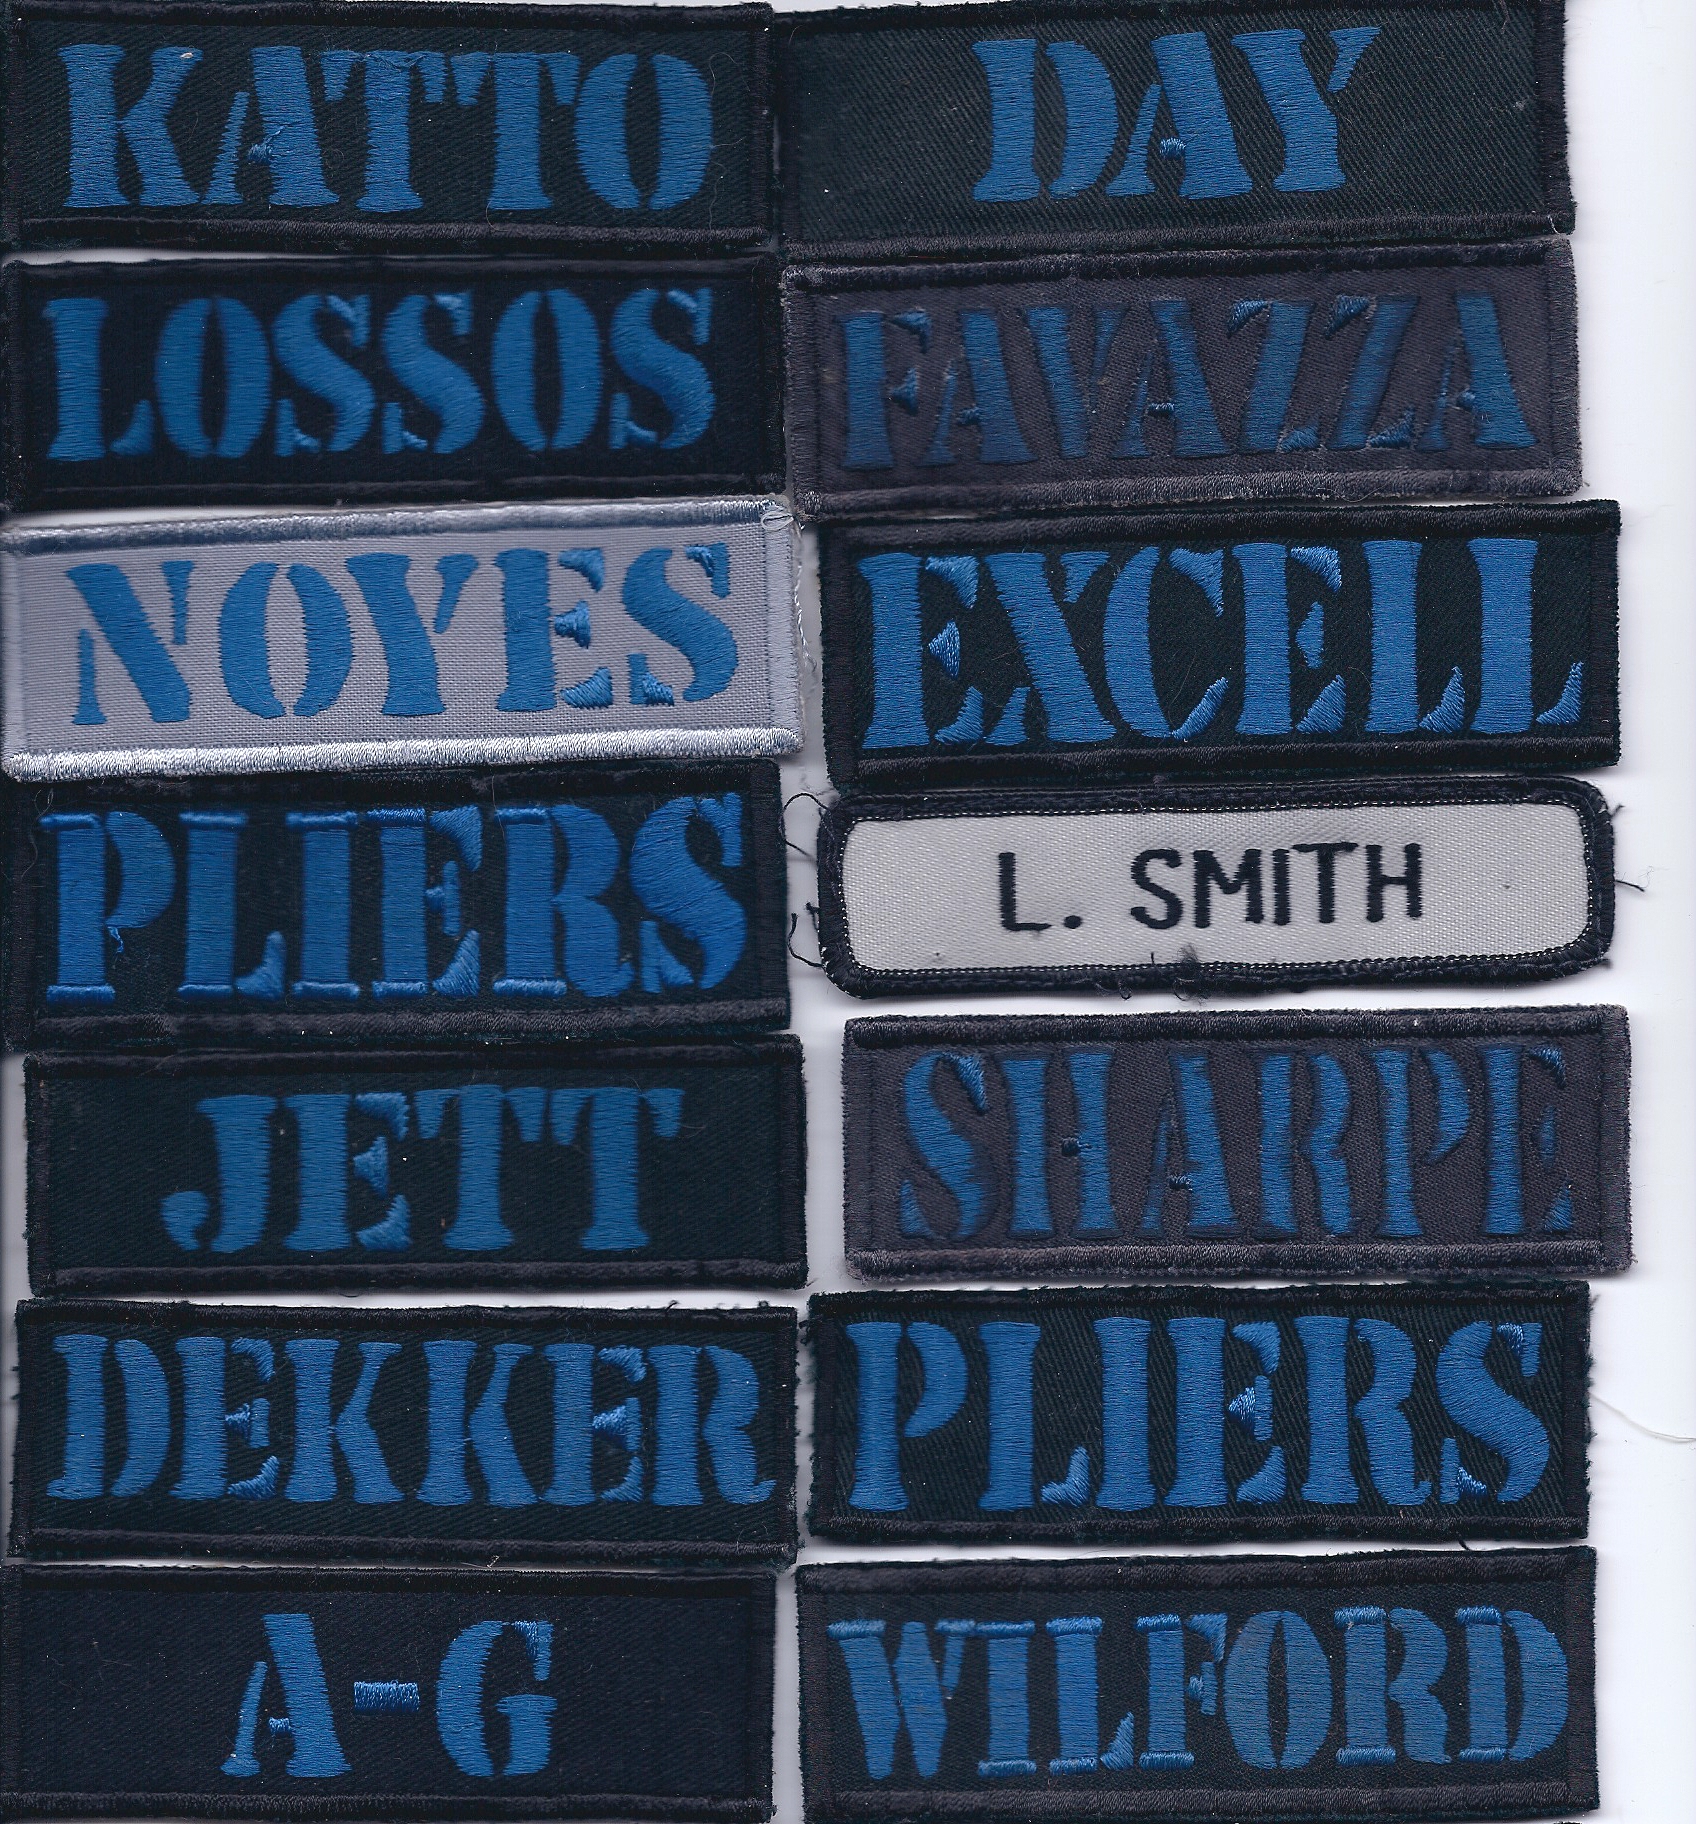 KATTO
DAY
LOSSOS
FAVAZZA
NOYES
EXCELL
PLIERS
L. SMITH
JETT
SHARPE
DEKKER
PLIERS
A-G
WILFORD